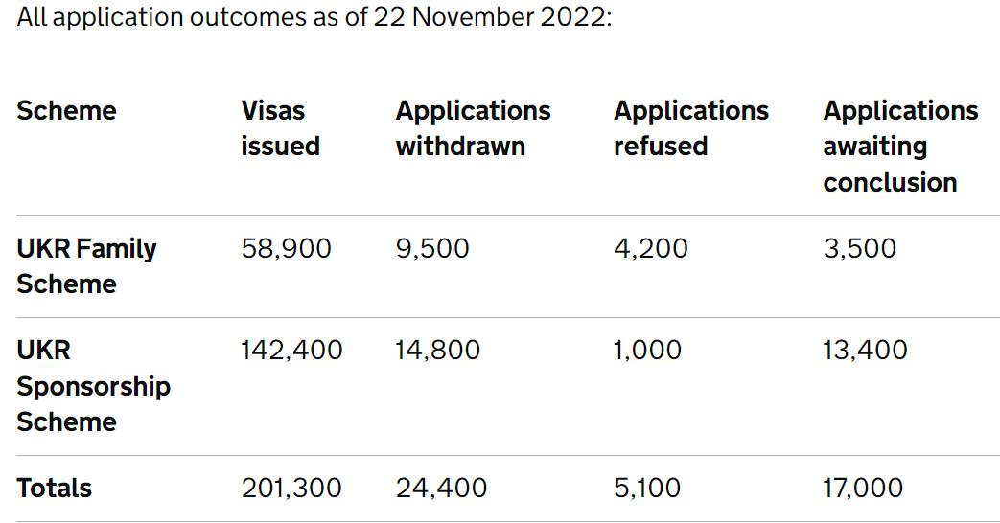 All application outcomes as of 22 November 2022:
Scheme Visas issued Applications withdrawn Applications refused Applications awaiting conclusion
UKR Family Scheme 58,900 9,500 4,200 3,500
UKR Sponsorship Scheme 142,400 14,800 1,000 13,400
Totals 201,300 24,400 5,100 17,000